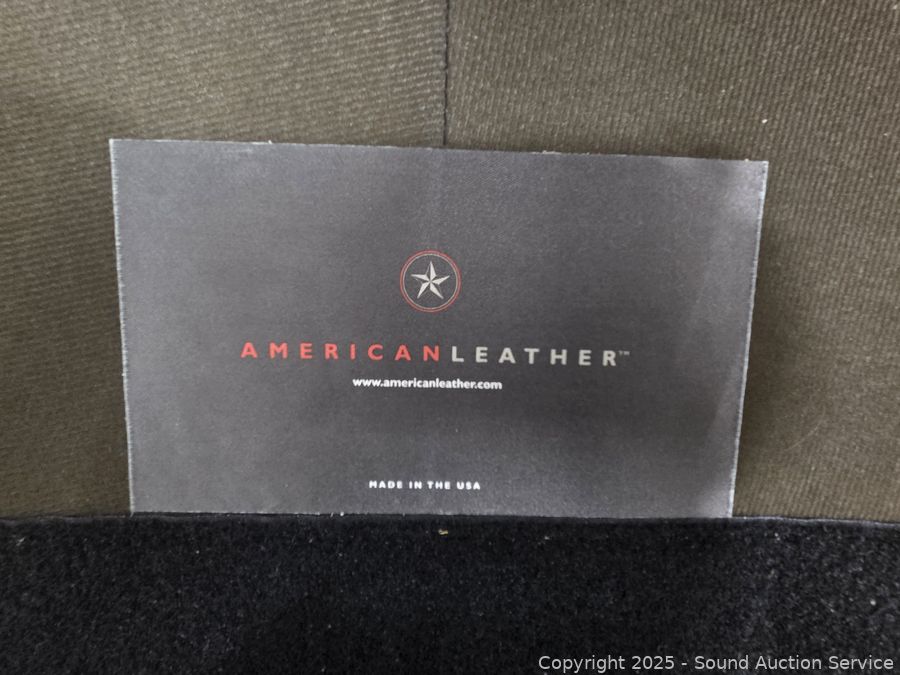 AMERICANLEATHER™
www.americanleather.com
MADE IN THE USA
Copyright 2025 - Sound Auction Service